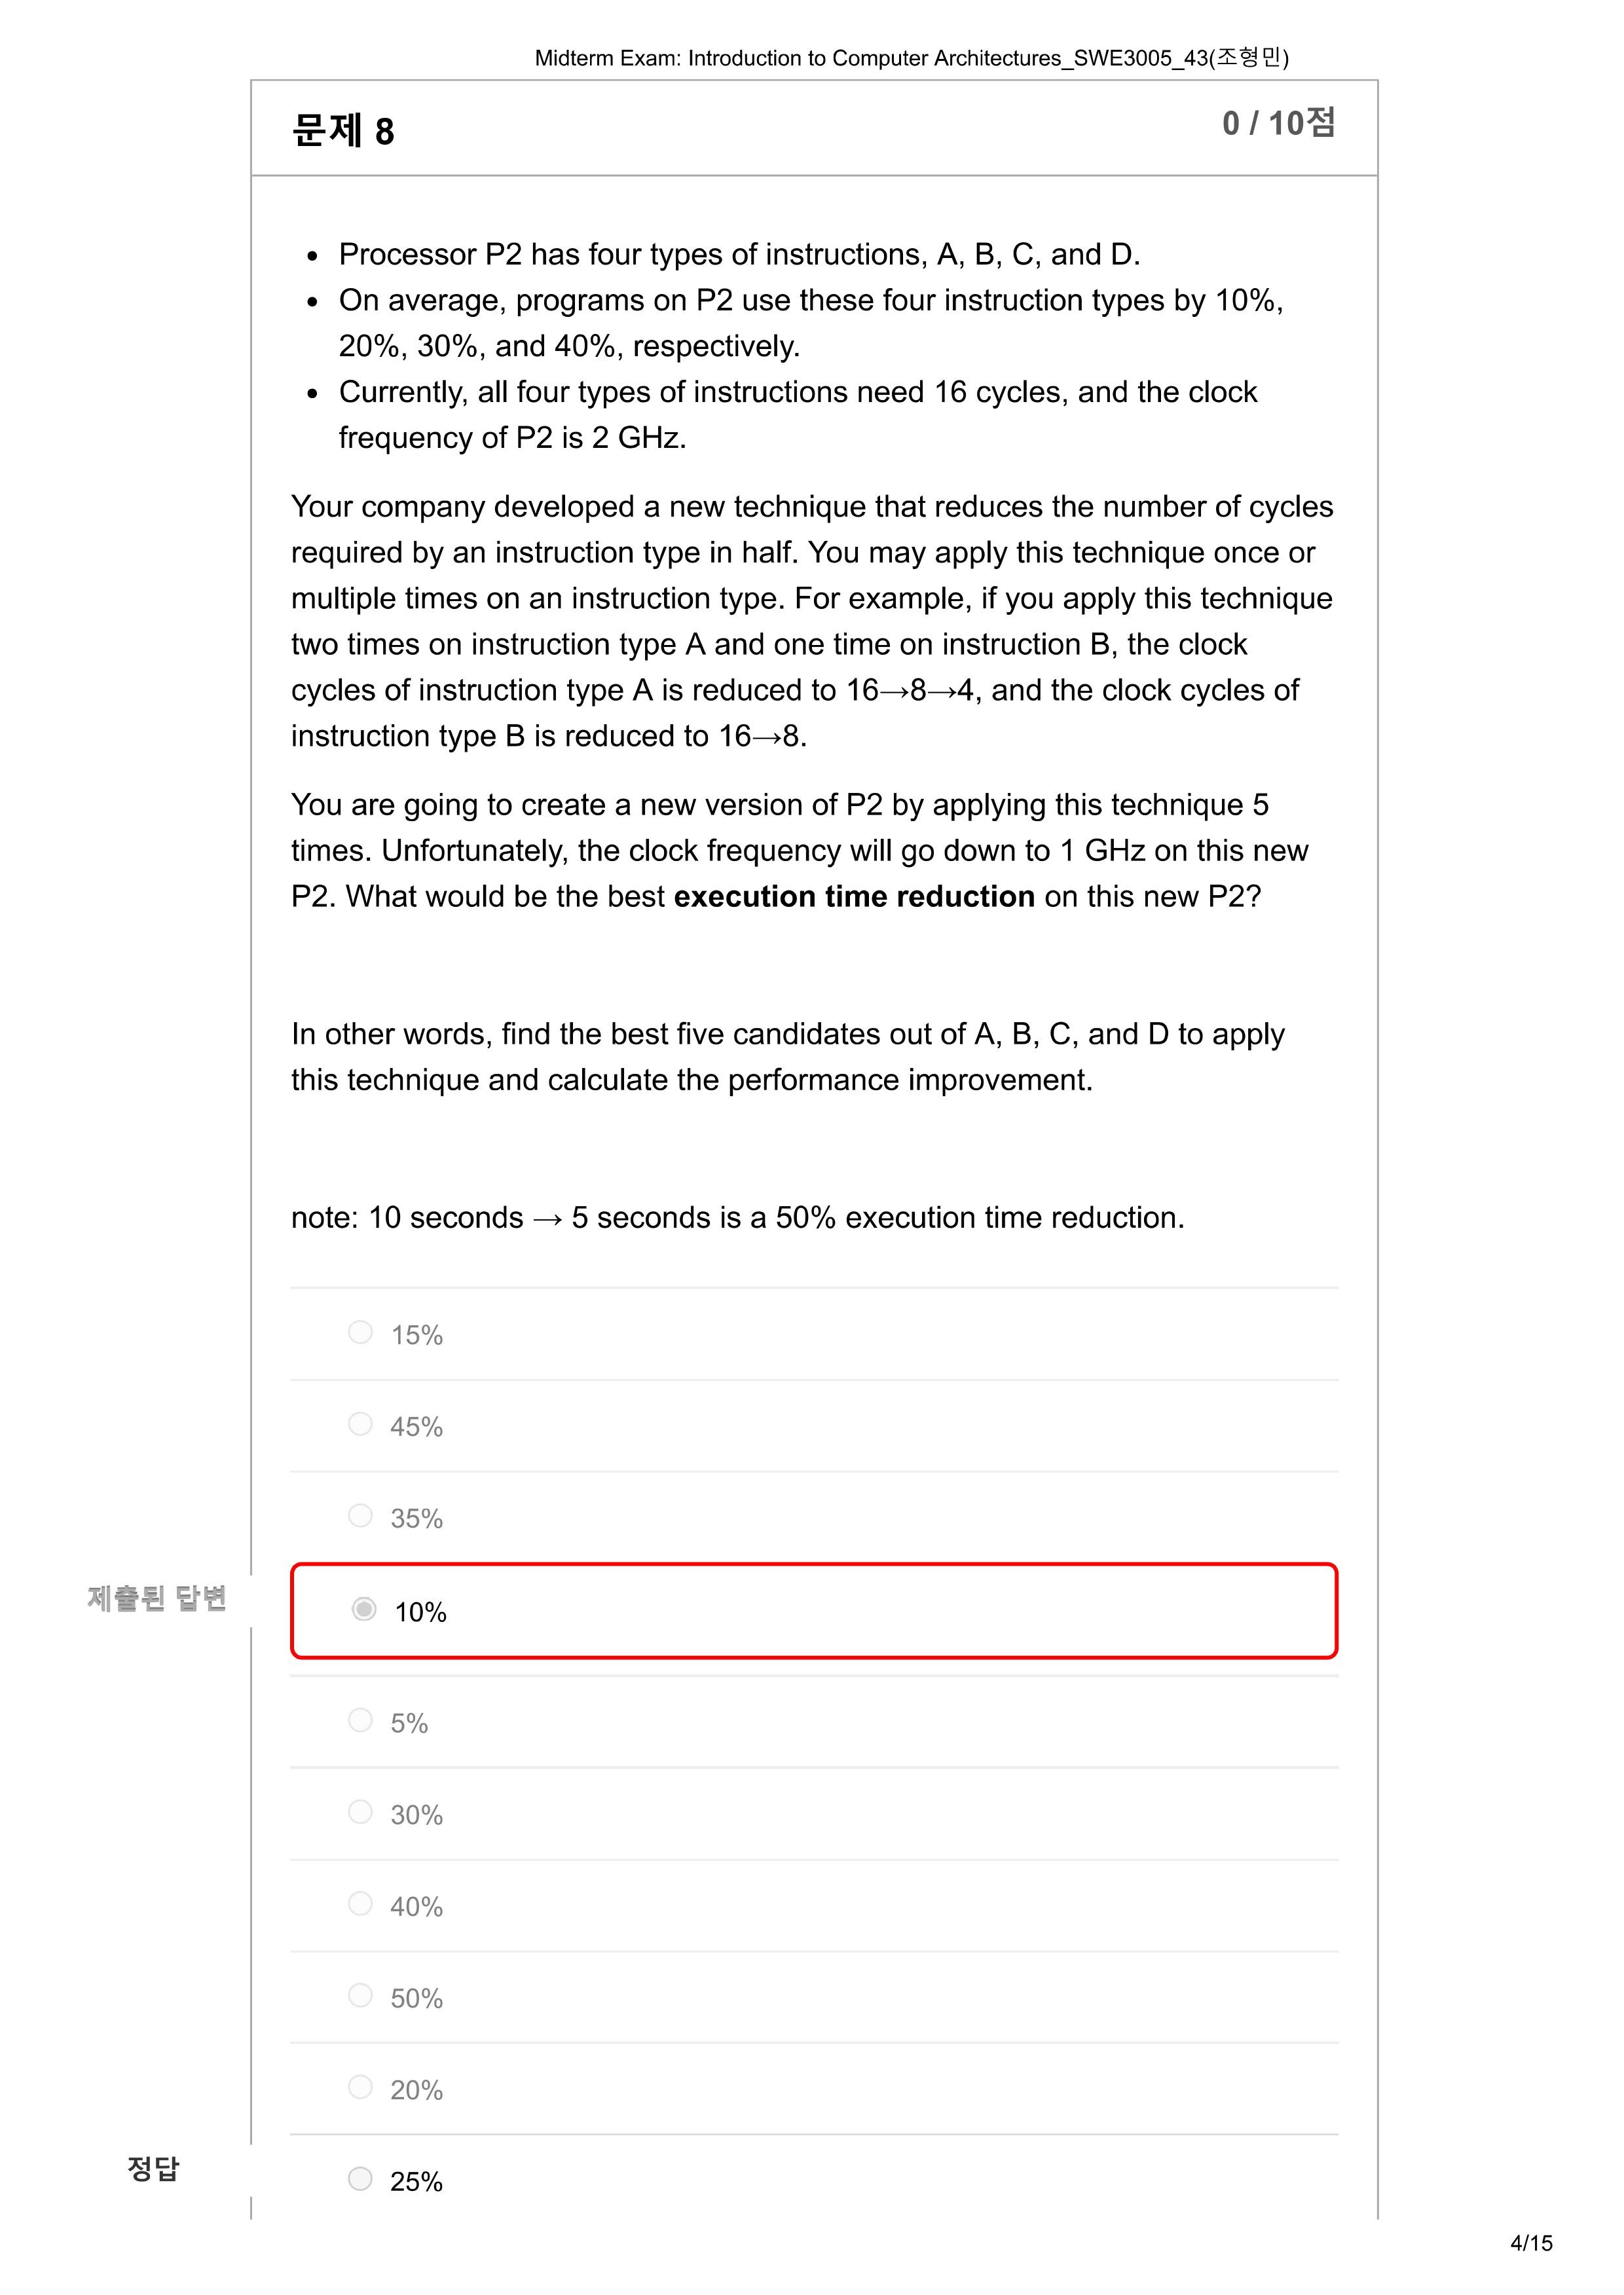 Midterm Exam: Introduction to Computer Architectures_SWE3005_43(조형민)
문제 8
0 / 10점
• Processor P2 has four types of instructions, A, B, C, and D.
• On average, programs on P2 use these four instruction types by 10%,
20%, 30%, and 40%, respectively.
• Currently, all four types of instructions need 16 cycles, and the clock
frequency of P2 is 2 GHz.
Your company developed a new technique that reduces the number of cycles
required by an instruction type in half. You may apply this technique once or
multiple times on an instruction type. For example, if you apply this technique
two times on instruction type A and one time on instruction B, the clock
cycles of instruction type A is reduced to 16→8→4, and the clock cycles of
instruction type B is reduced to 16→8.
You are going to create a new version of P2 by applying this technique 5
times. Unfortunately, the clock frequency will go down to 1 GHz on this new
P2. What would be the best execution time reduction on this new P2?
In other words, find the best five candidates out of A, B, C, and D to apply
this technique and calculate the performance improvement.
note: 10 seconds → 5 seconds is a 50% execution time reduction.
15%
45%
35%
제출된 답변
10%
5%
30%
40%
50%
20%
정답
25%
4/15